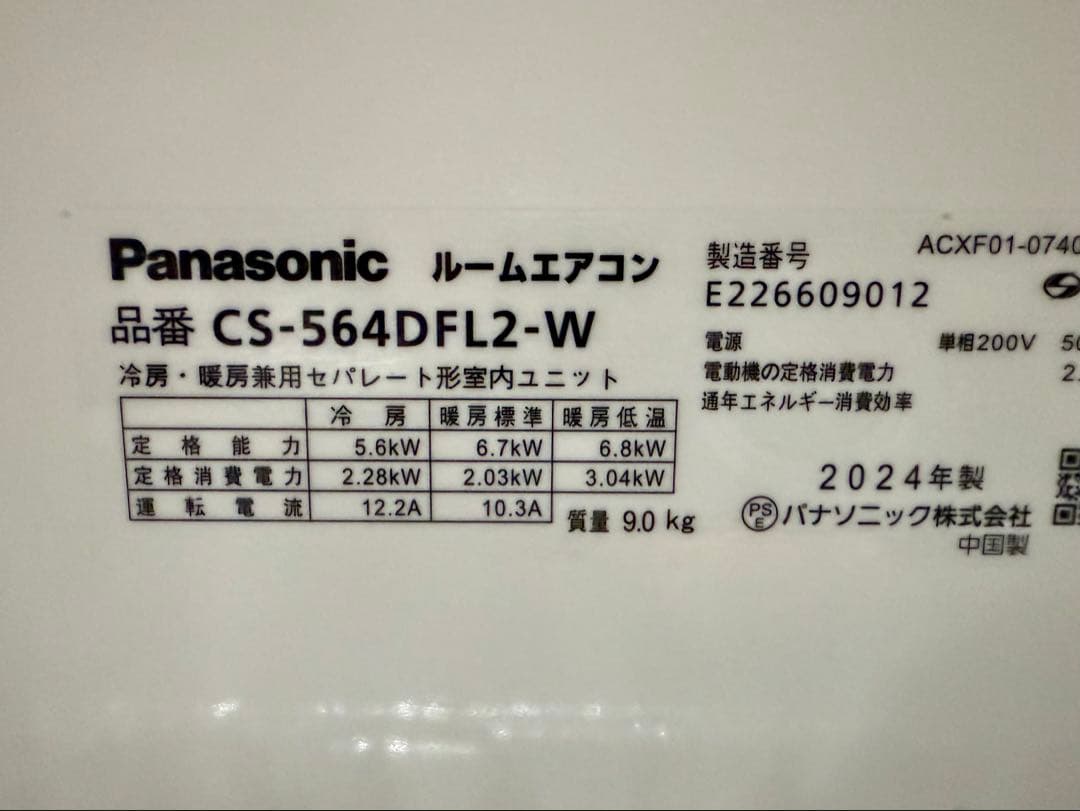 Panasonic ルームエアコン
品番 CS-564DFL2-W
冷房・暖房兼用セパレート形室内ユニット
冷房 暖房標準 暖房低温
定格能力 5.6kW 6.7kW 6.8kW
定格消費電力 2.28kW 2.03kW 3.04kW
運転電流 12.2A 10.3A
質量 9.0 kg
製造番号 ACXF01-0740
E226609012
電源 単相200V 50
電動機の定格消費電力 2.
通年エネルギー消費効率
2024年製
PSE パナソニック株式会社
中国製